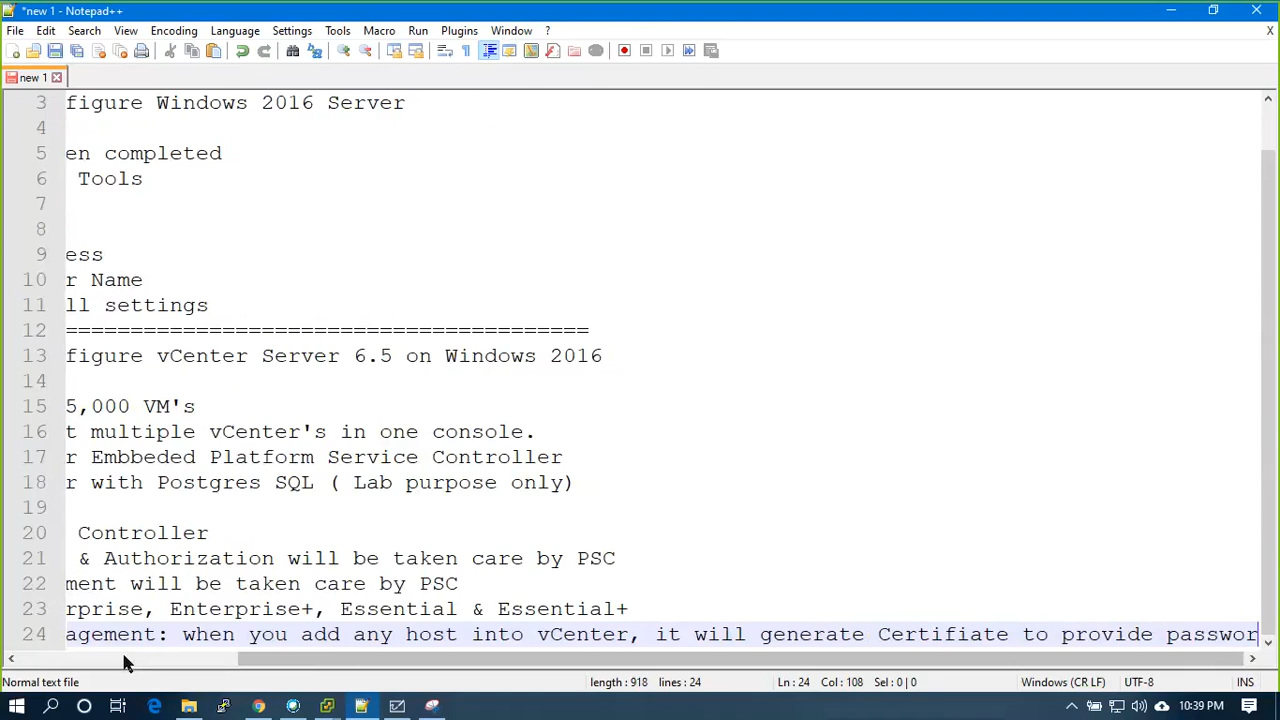 *new 1 - Notepad++
File Edit Search View Encoding Language Settings Tools Macro Run Plugins Window ? X
new 1
3 figure Windows 2016 Server
4
5 en completed
6 Tools
7
8
9 ess
10 r Name
11 ll settings
12 ========================================
13 figure vCenter Server 6.5 on Windows 2016
14
15 5,000 VM's
16 t multiple vCenter's in one console.
17 r Embbeded Platform Service Controller
18 r with Postgres SQL ( Lab purpose only)
19
20 Controller
21 & Authorization will be taken care by PSC
22 ment will be taken care by PSC
23 rprise, Enterprise+, Essential & Essential+
24 agement: when you add any host into vCenter, it will generate Certifiate to provide passwor
Normal text file length : 918 lines : 24 Ln : 24 Col : 108 Sel : 0 | 0 Windows (CR LF) UTF-8 INS
10:39 PM